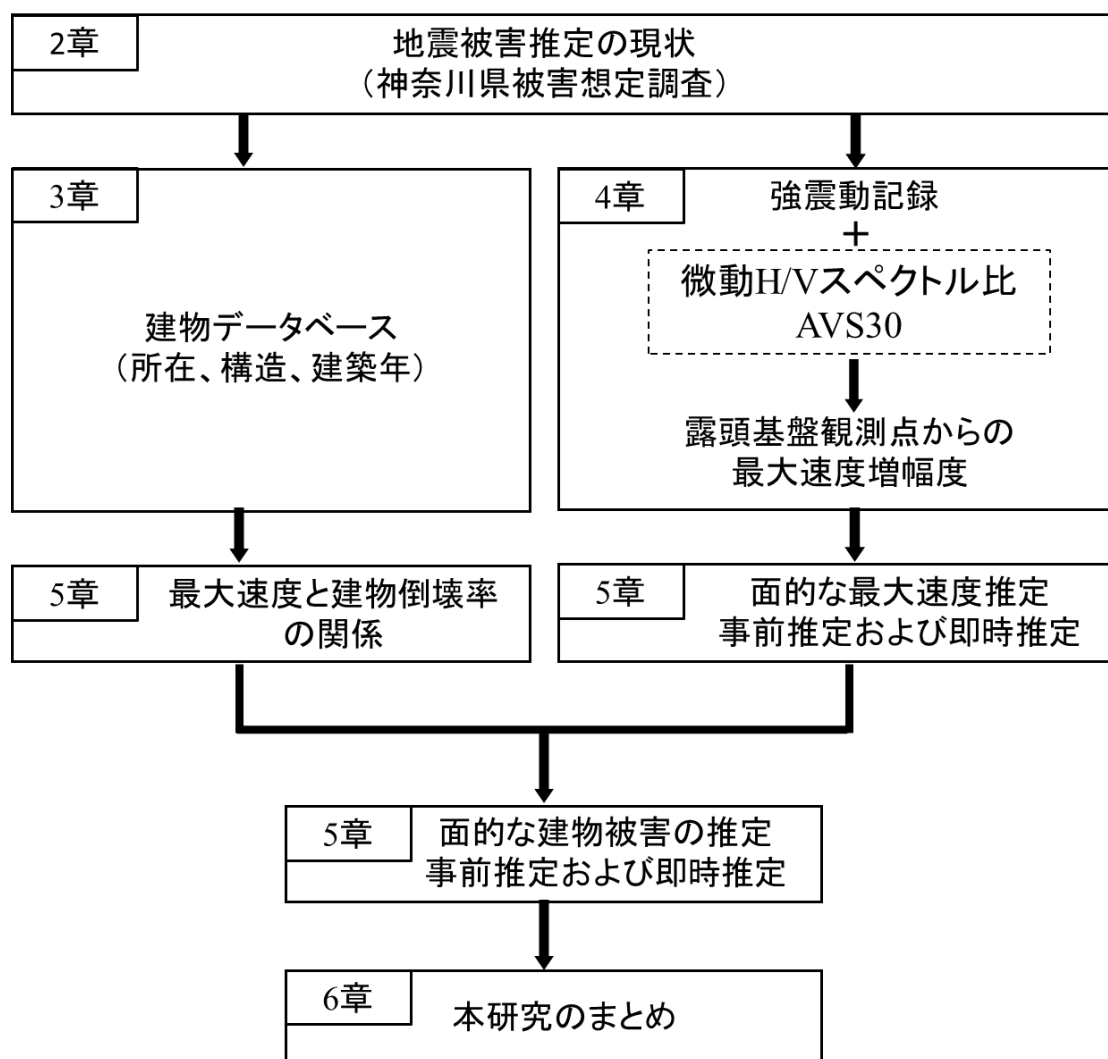 2章
地震被害推定の現状
（神奈川県被害想定調査）
3章
建物データベース
（所在、構造、建築年）
4章
強震動記録
＋
微動H/Vスペクトル比
AVS30
露頭基盤観測点からの
最大速度増幅度
5章
最大速度と建物倒壊率
の関係
5章
面的な最大速度推定
事前推定および即時推定
5章
面的な建物被害の推定
事前推定および即時推定
6章
本研究のまとめ